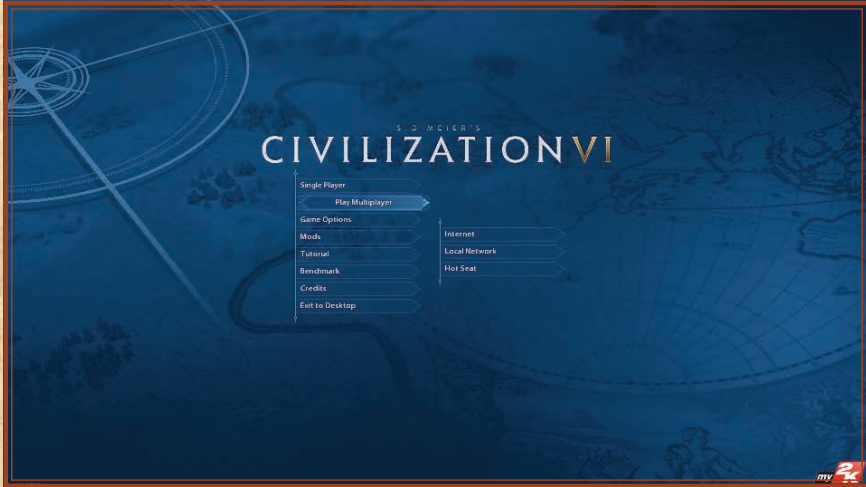 SID MEIER'S
CIVILIZATION VI
Single Player
Play Multiplayer
Game Options
Mods
Tutorial
Benchmark
Credits
Exit to Desktop
Internet
Local Network
Hot Seat
my 2K